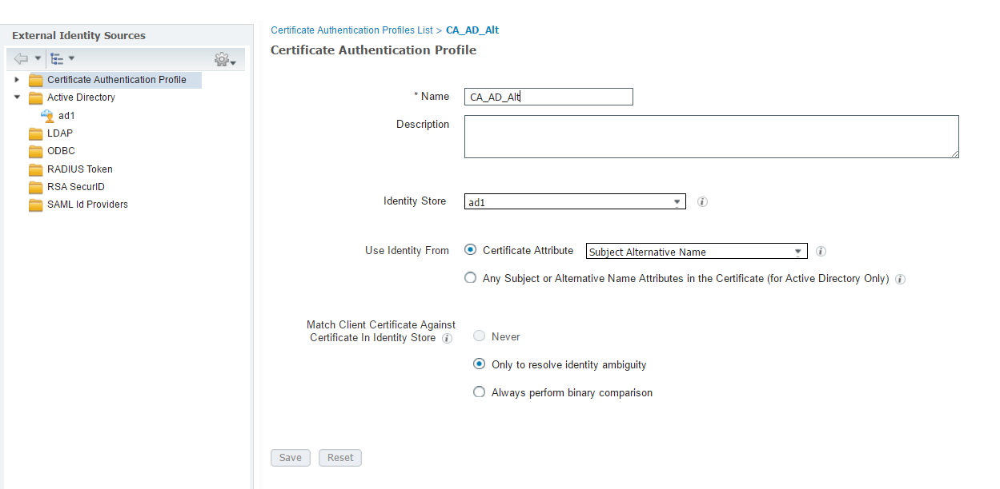 External Identity Sources
Certificate Authentication Profile
Active Directory
ad1
LDAP
ODBC
RADIUS Token
RSA SecurID
SAML Id Providers
Certificate Authentication Profiles List > CA_AD_Alt
Certificate Authentication Profile
* Name CA_AD_Alt
Description
Identity Store ad1
Use Identity From Certificate Attribute Subject Alternative Name
Any Subject or Alternative Name Attributes in the Certificate (for Active Directory Only)
Match Client Certificate Against
Certificate In Identity Store
Never
Only to resolve identity ambiguity
Always perform binary comparison
Save Reset